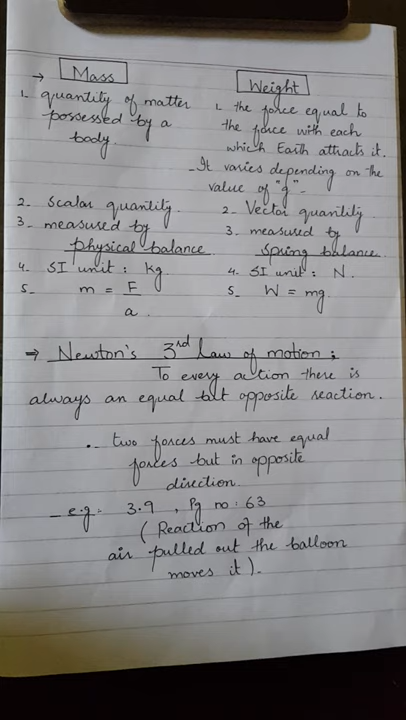 → Mass
1. quantity of matter
possessed by a
body.
2. Scalar quantity.
3. measured by
physical balance
4. SI unit : kg
5. m = F
a.
Weight
1. the force equal to
the force with each
which Earth attracts it.
- It varies depending on the
value of "g" -
2. Vector quantity.
3. measured by
Spring balance.
4. SI unit : N.
5. W = mg.
⇒ Newton's 3rd Law of motion :
To every action there is
always an equal but opposite reaction.
two forces must have equal
forces but in opposite
direction.
- e.g:- 3.9 , Pg no : 63
( Reaction of the
air pulled out the balloon
moves it ).